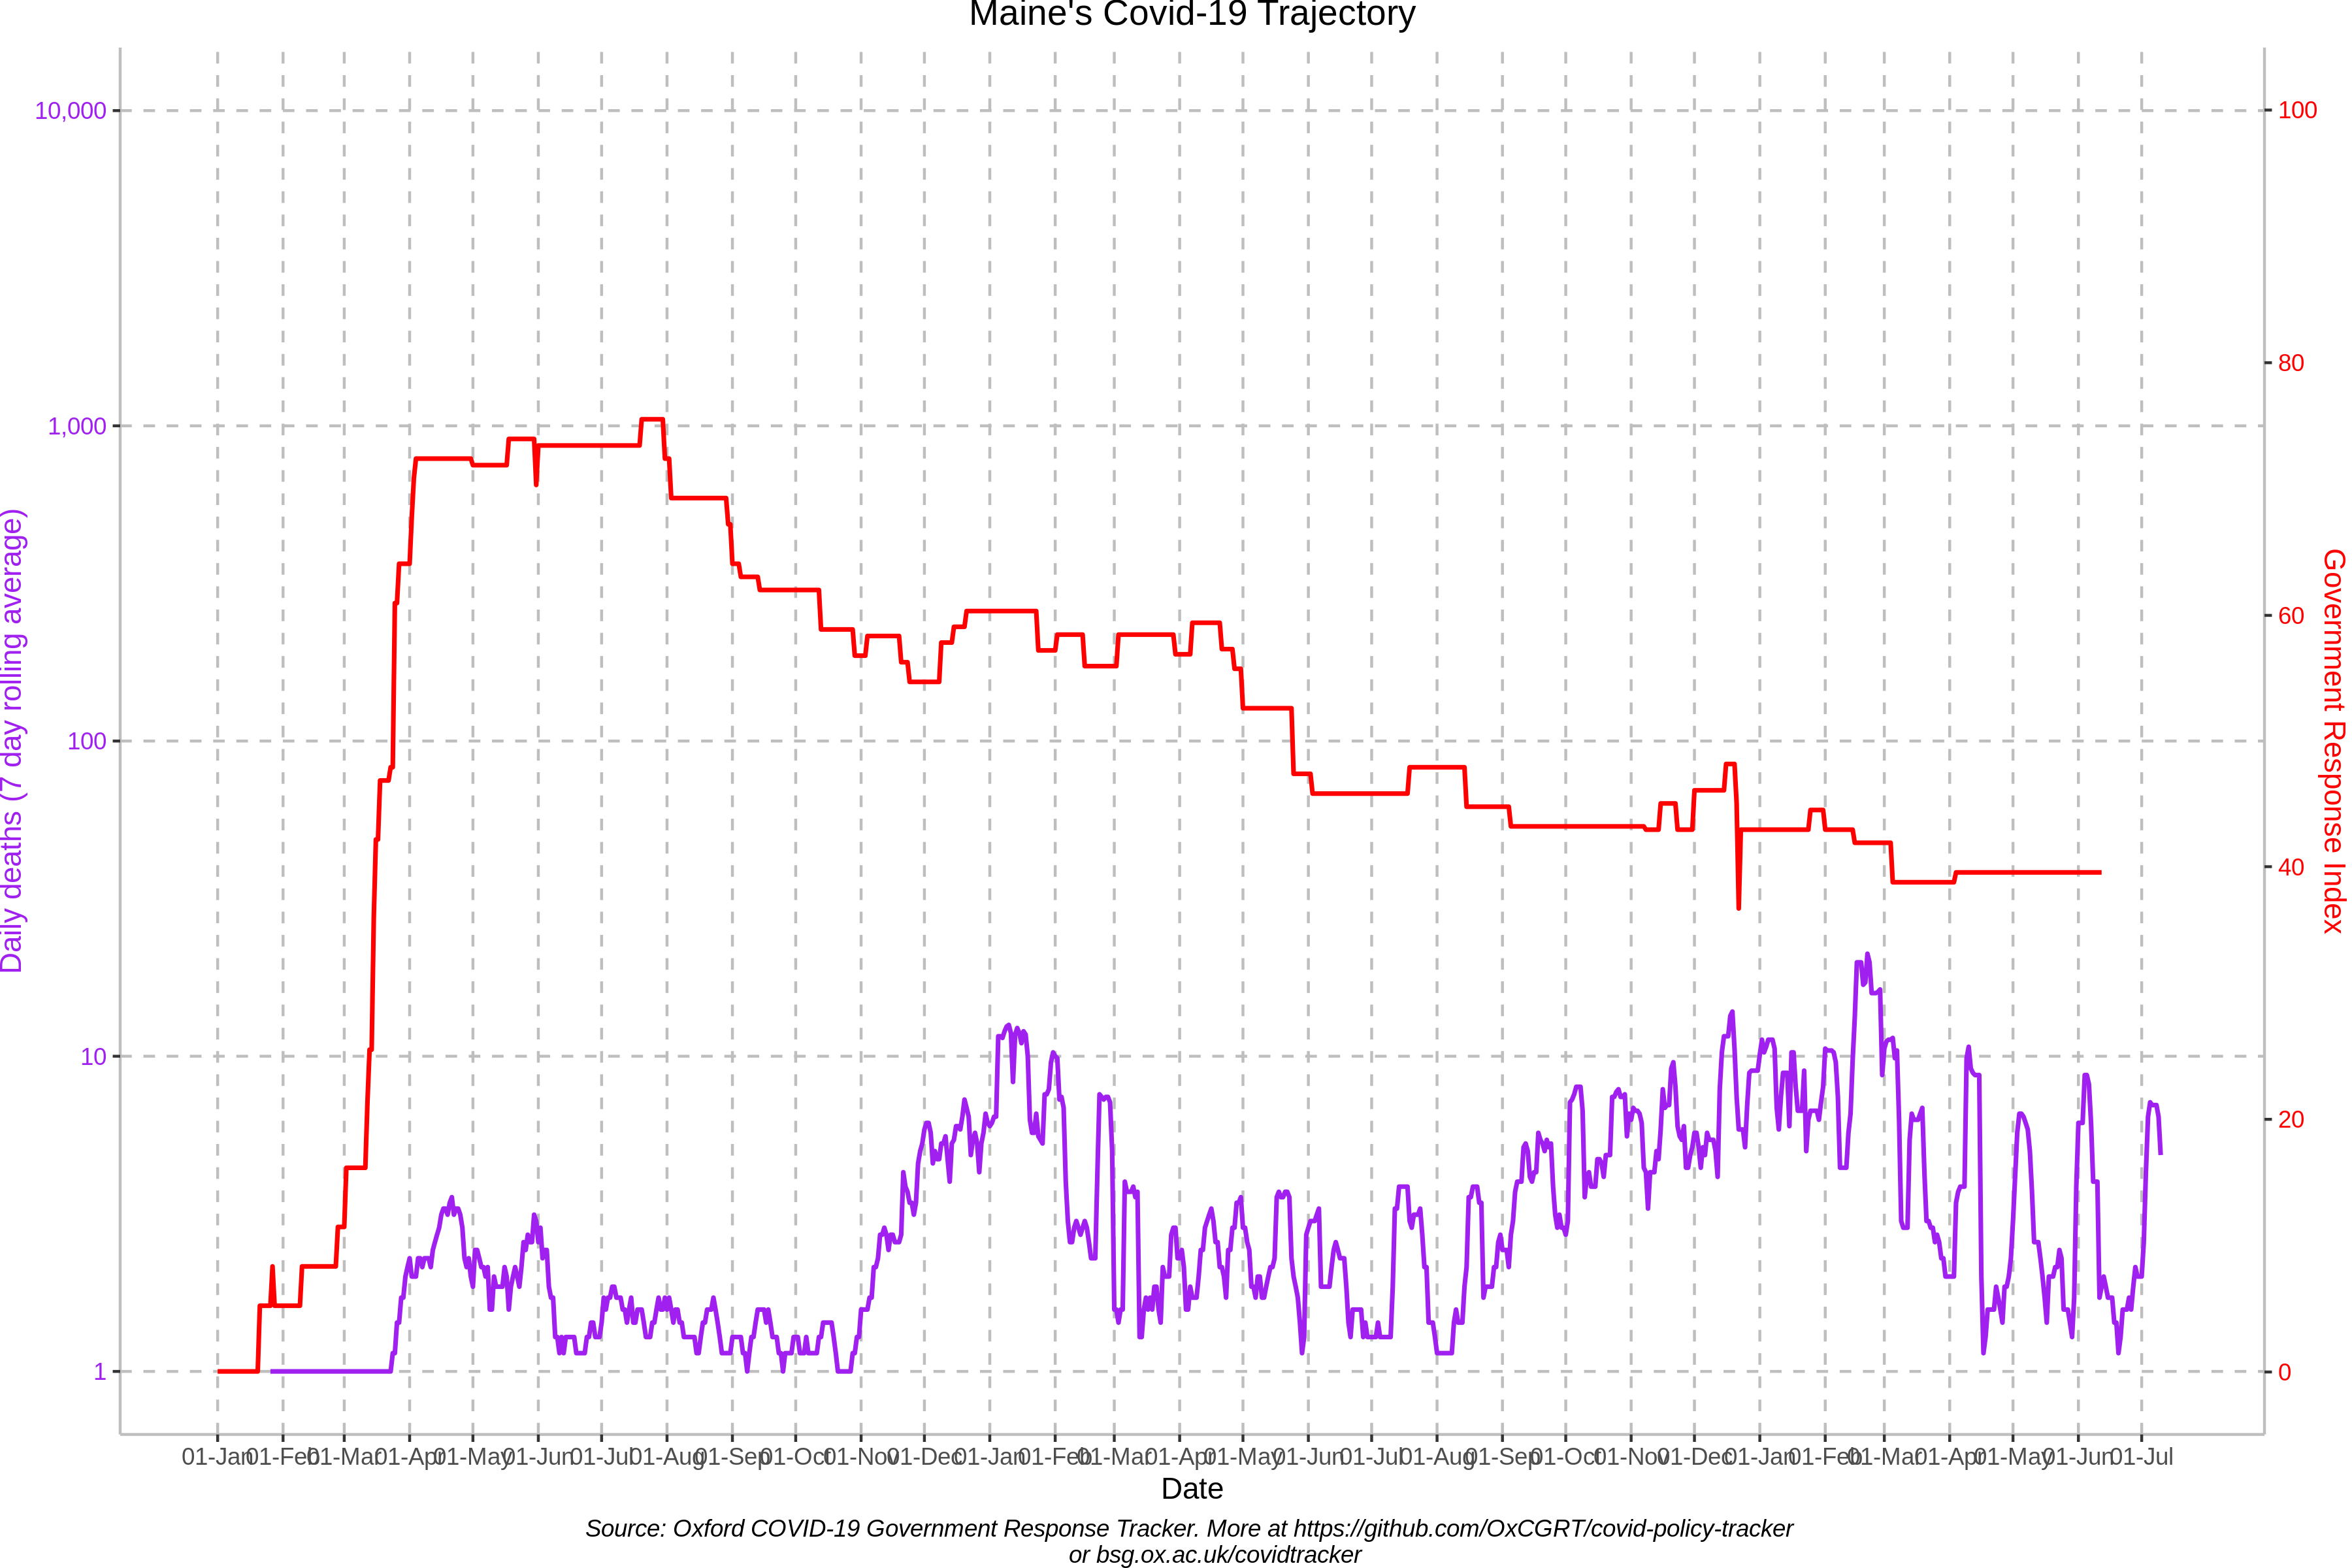 Maine's Covid-19 Trajectory
10,000
1,000
100
10
1
Daily deaths (7 day rolling average)
100
80
60
40
20
0
Government Response Index
01-Jan 01-Feb 01-Mar 01-Apr 01-May 01-Jun 01-Jul 01-Aug 01-Sep 01-Oct 01-Nov 01-Dec 01-Jan 01-Feb 01-Mar 01-Apr 01-May 01-Jun 01-Jul 01-Aug 01-Sep 01-Oct 01-Nov 01-Dec 01-Jan 01-Feb 01-Mar 01-Apr 01-May 01-Jun 01-Jul
Date
Source: Oxford COVID-19 Government Response Tracker. More at https://github.com/OxCGRT/covid-policy-tracker
or bsg.ox.ac.uk/covidtracker